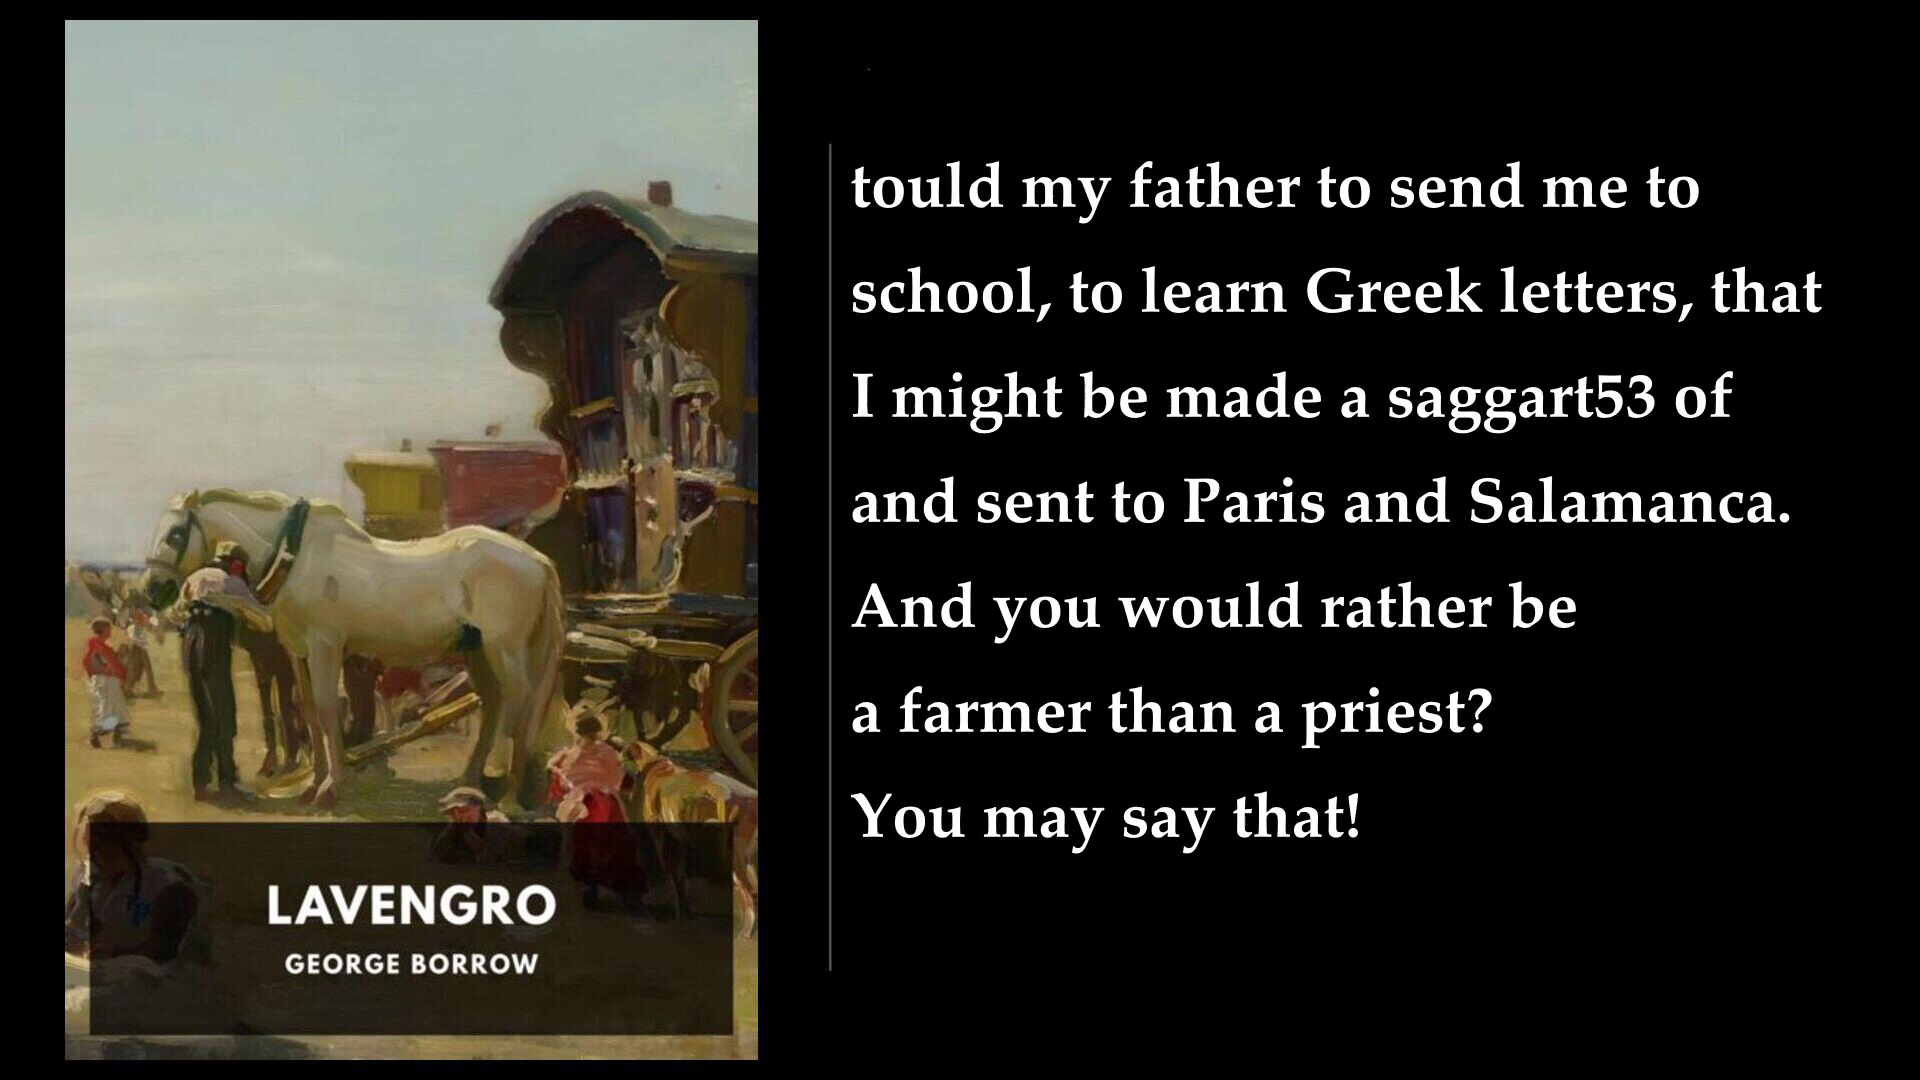 LAVENGRO
GEORGE BORROW
tould my father to send me to
school, to learn Greek letters, that
I might be made a saggart53 of
and sent to Paris and Salamanca.
And you would rather be
a farmer than a priest?
You may say that!